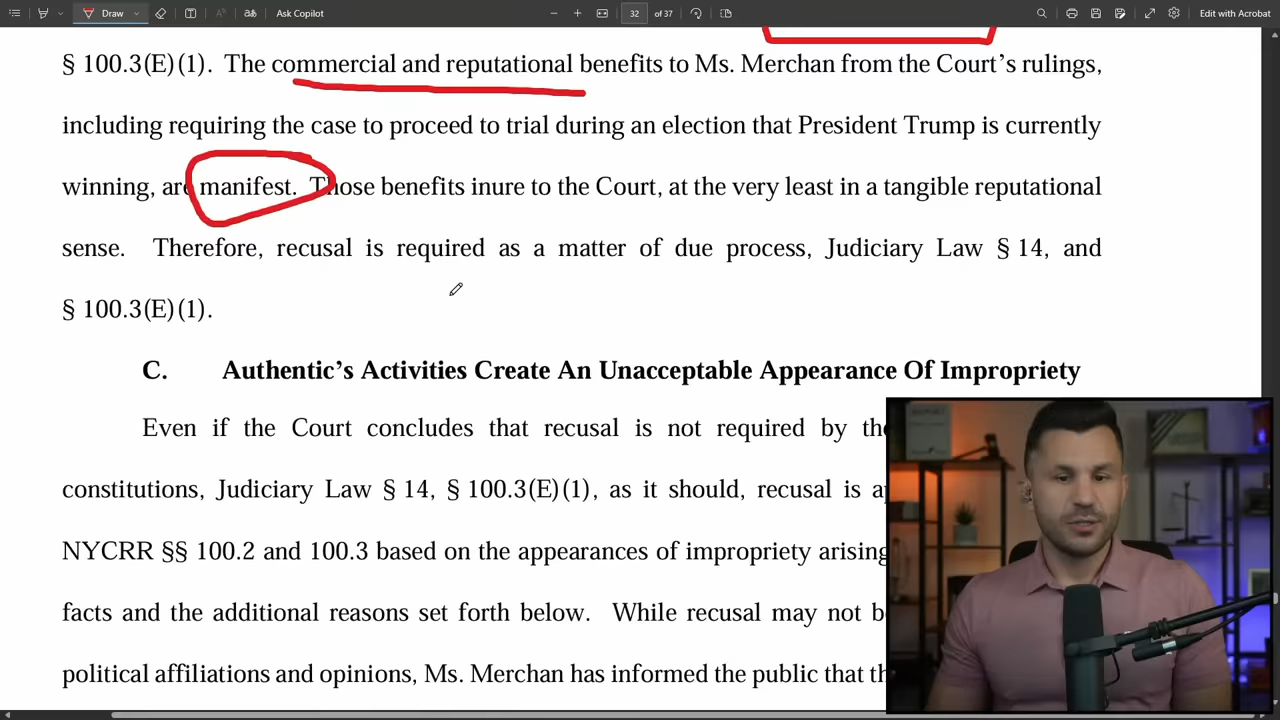 Draw
Ask Copilot
32 of 37
Edit with Acrobat
§ 100.3(E)(1). The commercial and reputational benefits to Ms. Merchan from the Court’s rulings,
including requiring the case to proceed to trial during an election that President Trump is currently
winning, are manifest. Those benefits inure to the Court, at the very least in a tangible reputational
sense. Therefore, recusal is required as a matter of due process, Judiciary Law § 14, and
§ 100.3(E)(1).
C. Authentic’s Activities Create An Unacceptable Appearance Of Impropriety
Even if the Court concludes that recusal is not required by
constitutions, Judiciary Law § 14, § 100.3(E)(1), as it should, recusal is
NYCRR §§ 100.2 and 100.3 based on the appearances of impropriety arising
facts and the additional reasons set forth below. While recusal may not
political affiliations and opinions, Ms. Merchan has informed the public that